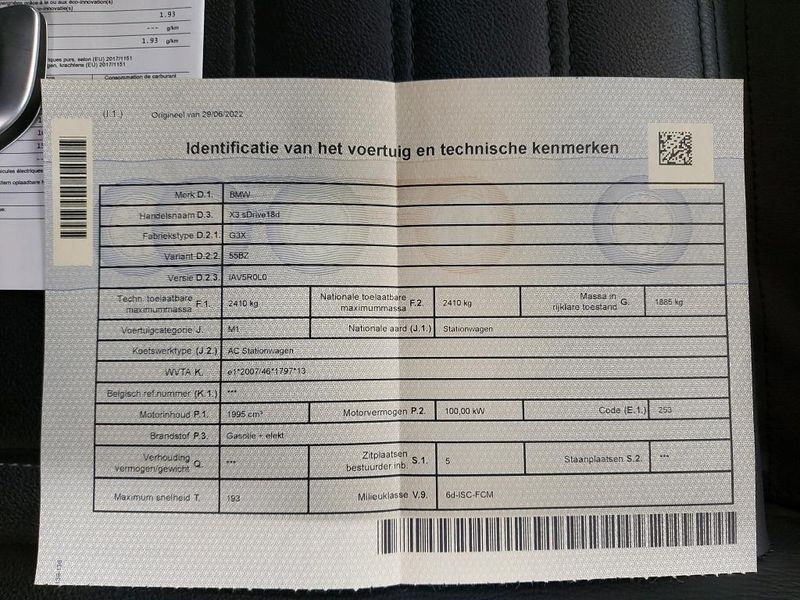 1.93
--- g/km
1.93 g/km
Consommation de carburant
(J.1.) Origineel van 29/06/2022
Identificatie van het voertuig en technische kenmerken
Merk D.1. BMW
Handelsnaam D.3. X3 sDrive18d
Fabriekstype D.2.1. G3X
Variant D.2.2. 55BZ
Versie D.2.3. IAV5R0L0
Techn. toelaatbare maximummassa F.1. 2410 kg Nationale toelaatbare maximummassa F.2. 2410 kg Massa in rijklare toestand G. 1885 kg
Voertuigcategorie J. M1 Nationale aard (J.1.) Stationwagen
Koetswerktype (J.2.) AC Stationwagen
WVTA K. e1*2007/46*1797*13
Belgisch ref.nummer (K.1.) ***
Motorinhoud P.1. 1995 cm³ Motorvermogen P.2. 100,00 kW Code (E.1.) 253
Brandstof P.3. Gasolie + elekt
Verhouding vermogen/gewicht Q. *** Zitplaatsen bestuurder inb. S.1. 5 Staanplaatsen S.2. ***
Maximum snelheid T. 193 Milieuklasse V.9. 6d-ISC-FCM